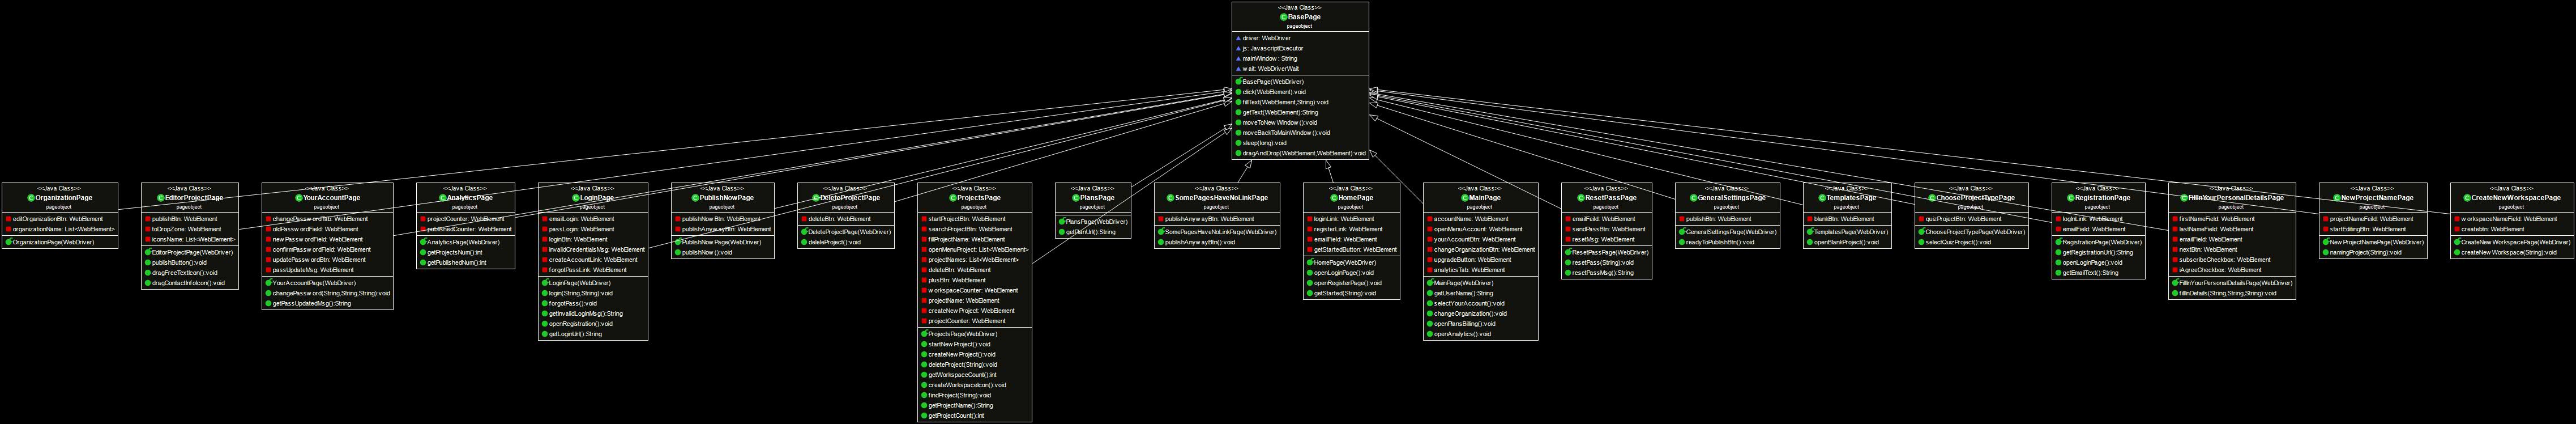 <<Java Class>>
BasePage
pageobject
driver: WebDriver
js: JavascriptExecutor
mainWindow: String
wait: WebDriverWait
BasePage(WebDriver)
click(WebElement):void
fillText(WebElement,String):void
getText(WebElement):String
moveToNewWindow():void
moveBackToMainWindow():void
sleep(long):void
dragAndDrop(WebElement,WebElement):void
<<Java Class>>
OrganizationPage
pageobject
editOrganizationBtn: WebElement
organizationName: List<WebElement>
OrganizationPage(WebDriver)
<<Java Class>>
EditorProjectPage
pageobject
publishBtn: WebElement
toDropZone: WebElement
iconsName: List<WebElement>
EditorProjectPage(WebDriver)
publishButton():void
dragFreeTextIcon():void
dragContactInfoIcon():void
<<Java Class>>
YourAccountPage
pageobject
changePasswordTab: WebElement
oldPasswordField: WebElement
newPasswordField: WebElement
confirmPasswordField: WebElement
updatePasswordBtn: WebElement
passUpdateMsg: WebElement
YourAccountPage(WebDriver)
changePassword(String,String,String):void
getPassUpdatedMsg():String
<<Java Class>>
AnalyticsPage
pageobject
projectCounter: WebElement
publishedCounter: WebElement
AnalyticsPage(WebDriver)
getProjectsNum():int
getPublishedNum():int
<<Java Class>>
LoginPage
pageobject
emailLogin: WebElement
passLogin: WebElement
loginBtn: WebElement
invalidCredentialsMsg: WebElement
createAccountLink: WebElement
forgotPassLink: WebElement
LoginPage(WebDriver)
login(String,String):void
forgotPass():void
getInvalidLoginMsg():String
openRegistration():void
getLoginUrl():String
<<Java Class>>
PublishNowPage
pageobject
publishNowBtn: WebElement
publishAnywayBtn: WebElement
PublishNowPage(WebDriver)
publishNow():void
<<Java Class>>
DeleteProjectPage
pageobject
deleteBtn: WebElement
DeleteProjectPage(WebDriver)
deleteProject():void
<<Java Class>>
ProjectsPage
pageobject
startProjectBtn: WebElement
searchProjectBtn: WebElement
fillProjectName: WebElement
openMenuProject: List<WebElement>
projectNames: List<WebElement>
deleteBtn: WebElement
plusBtn: WebElement
workspaceCounter: WebElement
projectName: WebElement
createNewProject: WebElement
projectCounter: WebElement
ProjectsPage(WebDriver)
startNewProject():void
createNewProject():void
deleteProject(String):void
getWorkspaceCount():int
createWorkspaceIcon():void
findProject(String):void
getProjectName():String
getProjectCount():int
<<Java Class>>
PlansPage
pageobject
PlansPage(WebDriver)
getPlanUrl():String
<<Java Class>>
SomePagesHaveNoLinkPage
pageobject
publishAnywayBtn: WebElement
SomePagesHaveNoLinkPage(WebDriver)
publishAnywayBtn():void
<<Java Class>>
HomePage
pageobject
loginLink: WebElement
registerLink: WebElement
emailField: WebElement
getStartedButton: WebElement
HomePage(WebDriver)
openLoginPage():void
openRegisterPage():void
getStarted(String):void
<<Java Class>>
MainPage
pageobject
accountName: WebElement
openMenuAccount: WebElement
yourAccountBtn: WebElement
changeOrganizationBtn: WebElement
upgradeButton: WebElement
analyticsTab: WebElement
MainPage(WebDriver)
getUserName():String
selectYourAccount():void
changeOrganization():void
openPlansBilling():void
openAnalytics():void
<<Java Class>>
ResetPassPage
pageobject
emailField: WebElement
sendPassBtn: WebElement
resetMsg: WebElement
ResetPassPage(WebDriver)
resetPass(String):void
resetPassMsg():String
<<Java Class>>
GeneralSettingsPage
pageobject
publishBtn: WebElement
GeneralSettingsPage(WebDriver)
readyToPublishBtn():void
<<Java Class>>
TemplatesPage
pageobject
blankBtn: WebElement
TemplatesPage(WebDriver)
openBlankProject():void
<<Java Class>>
ChooseProjectTypePage
pageobject
quizProjectBtn: WebElement
ChooseProjectTypePage(WebDriver)
selectQuizProject():void
<<Java Class>>
RegistrationPage
pageobject
loginLink: WebElement
emailField: WebElement
RegistrationPage(WebDriver)
getRegistrationUrl():String
openLoginPage():void
getEmailText():String
<<Java Class>>
FillInYourPersonalDetailsPage
pageobject
firstNameField: WebElement
lastNameField: WebElement
emailField: WebElement
nextBtn: WebElement
subscribeCheckbox: WebElement
iAgreeCheckbox: WebElement
FillInYourPersonalDetailsPage(WebDriver)
fillInDetails(String,String,String):void
<<Java Class>>
NewProjectNamePage
pageobject
projectNameFeild: WebElement
startEditingBtn: WebElement
NewProjectNamePage(WebDriver)
namingProject(String):void
<<Java Class>>
CreateNewWorkspacePage
pageobject
workspaceNameField: WebElement
createbtn: WebElement
CreateNewWorkspacePage(WebDriver)
createNewWorkspace(String):void